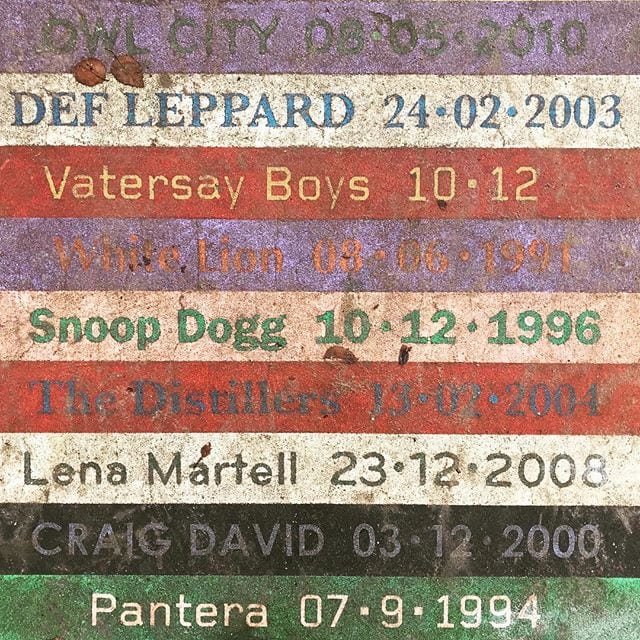 OWL CITY 08·05·2010
DEF LEPPARD 24·02·2003
Vatersay Boys 10·12
White Lion 08·06·1991
Snoop Dogg 10·12·1996
The Distillers 13·02·2004
Lena Martell 23·12·2008
CRAIG DAVID 03·12·2000
Pantera 07·9·1994